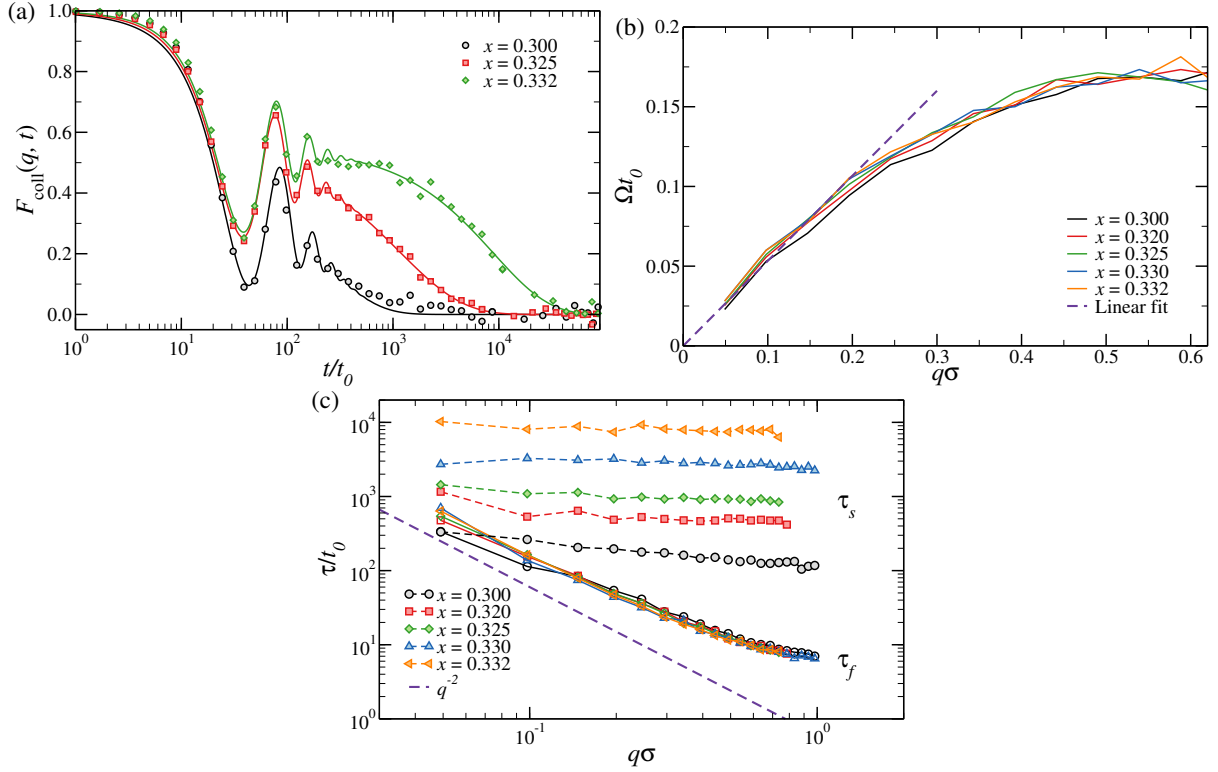 (a)
1.0
0.8
0.6
0.4
0.2
0.0
F_coll(q, t)
x = 0.300
x = 0.325
x = 0.332
10^0
10^1
10^2
10^3
10^4
t/t_0
(b)
0.15
0.1
0.05
0
Ωt_0
x = 0.300
x = 0.320
x = 0.325
x = 0.330
x = 0.332
Linear fit
0
0.1
0.2
0.3
0.4
0.5
0.6
qσ
(c)
10^4
10^3
10^2
10^1
10^0
τ/t_0
τ_s
τ_f
x = 0.300
x = 0.320
x = 0.325
x = 0.330
x = 0.332
q^-2
10^-1
10^0
qσ